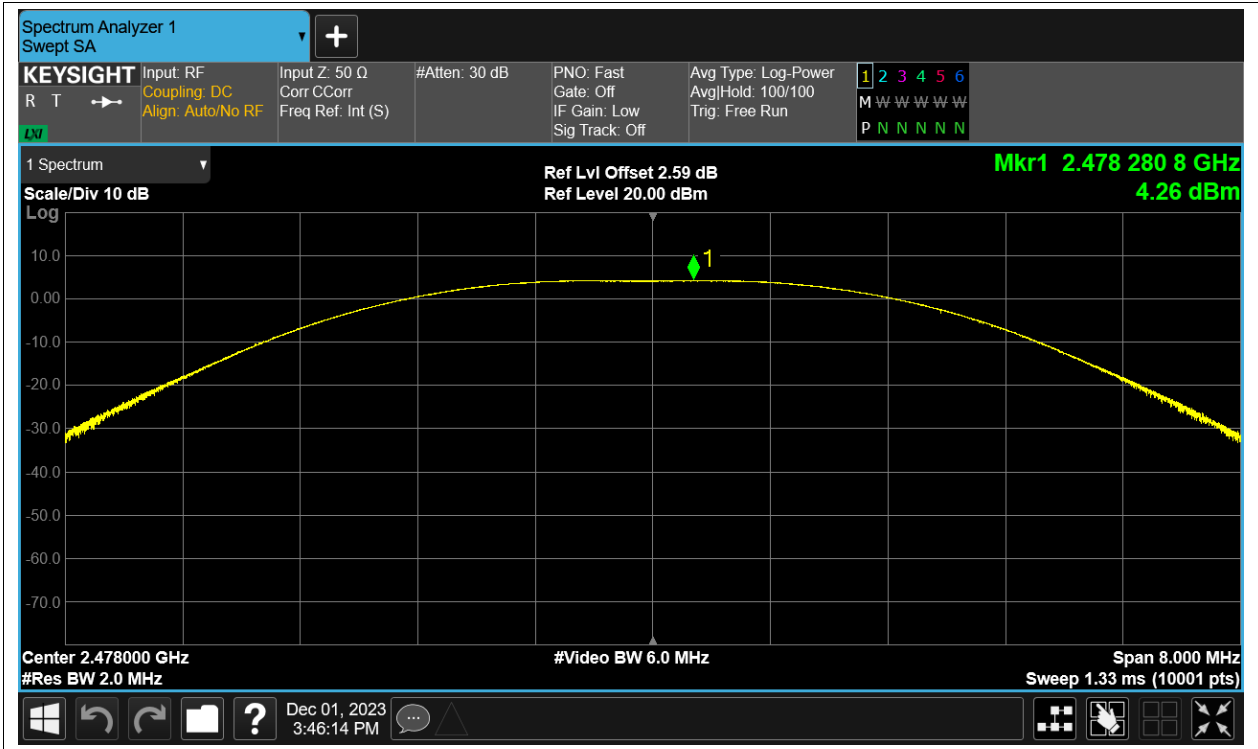 Spectrum Analyzer 1
Swept SA
+
KEYSIGHT
R T
LXI
Input: RF
Coupling: DC
Align: Auto/No RF
Input Z: 50 Ω
Corr CCorr
Freq Ref: Int (S)
#Atten: 30 dB
PNO: Fast
Gate: Off
IF Gain: Low
Sig Track: Off
Avg Type: Log-Power
Avg|Hold: 100/100
Trig: Free Run
1 2 3 4 5 6
M W W W W W
P N N N N N
1 Spectrum
Scale/Div 10 dB
Log
Ref Lvl Offset 2.59 dB
Ref Level 20.00 dBm
Mkr1 2.478 280 8 GHz
4.26 dBm
1
10.0
0.00
-10.0
-20.0
-30.0
-40.0
-50.0
-60.0
-70.0
Center 2.478000 GHz
#Res BW 2.0 MHz
#Video BW 6.0 MHz
Span 8.000 MHz
Sweep 1.33 ms (10001 pts)
?
Dec 01, 2023
3:46:14 PM